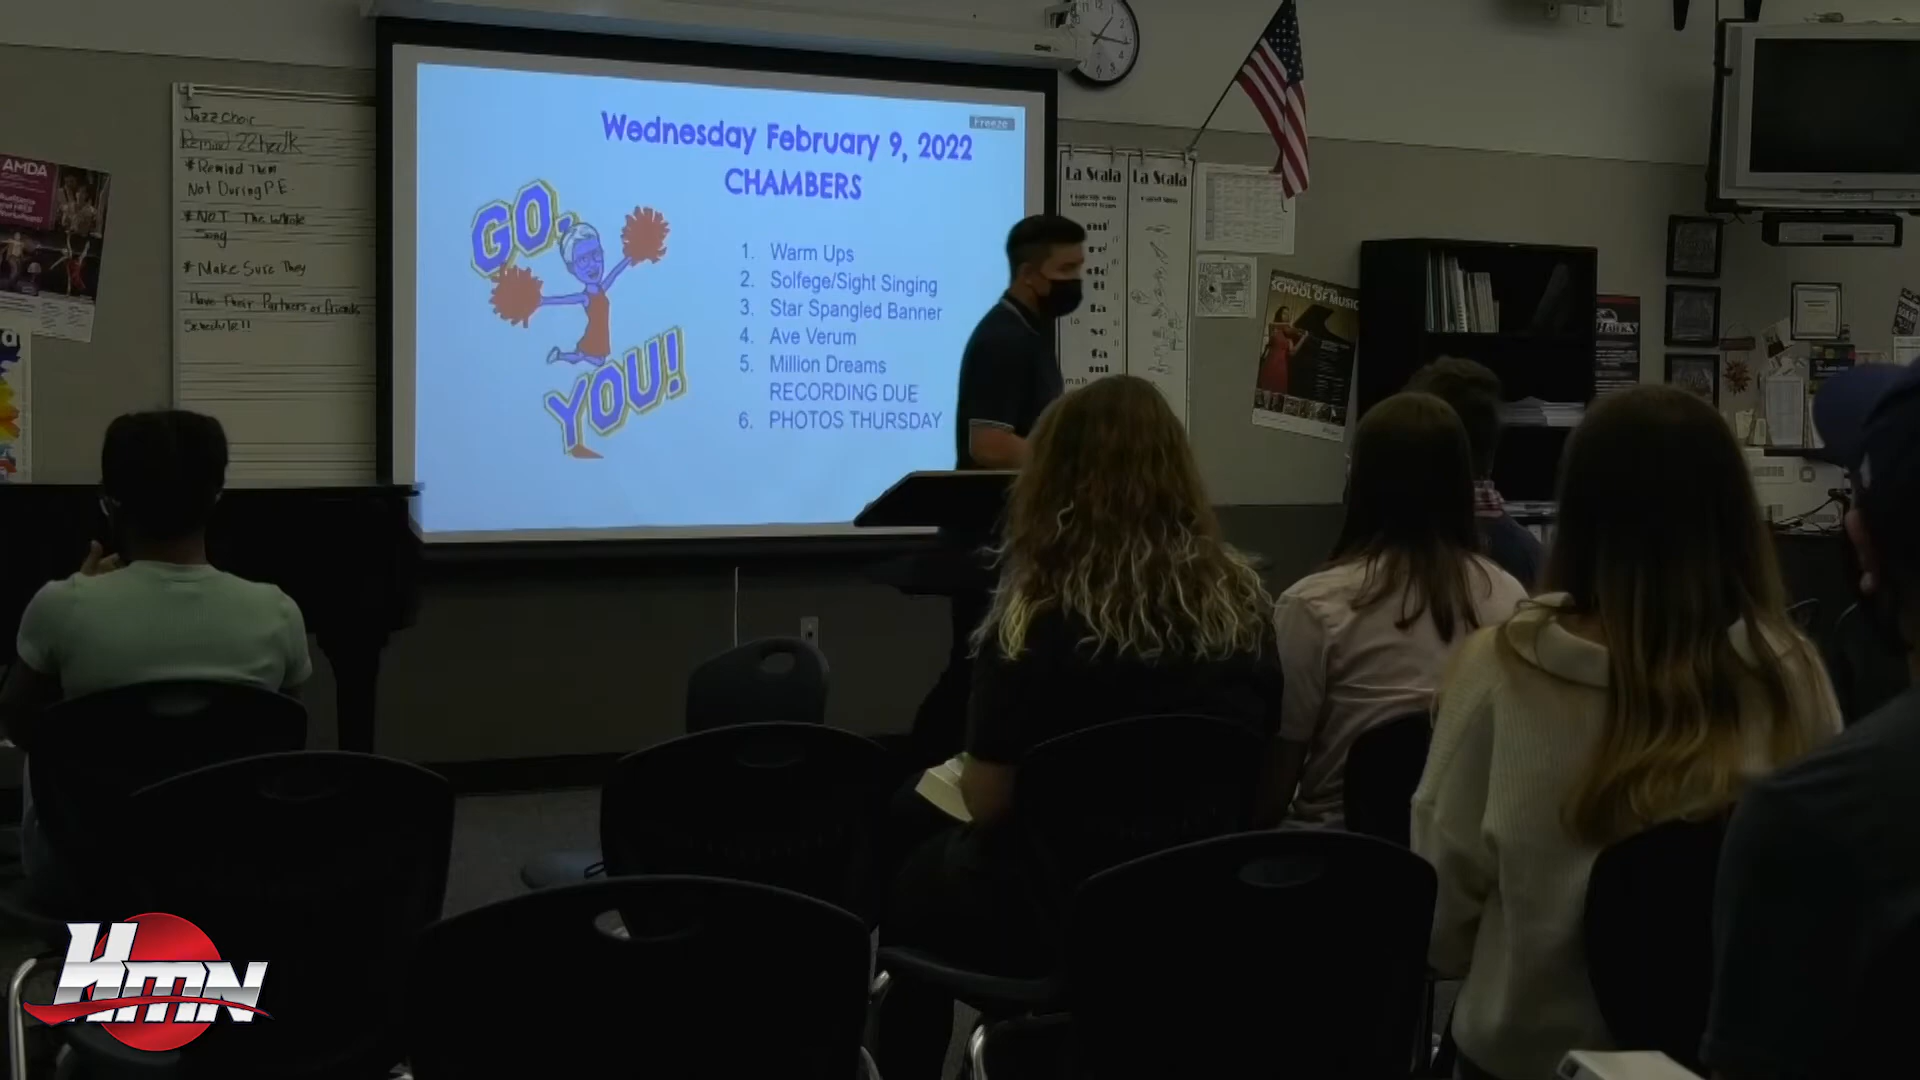 Wednesday February 9, 2022
CHAMBERS
Freeze
GO,
YOU!
1. Warm Ups
2. Solfege/Sight Singing
3. Star Spangled Banner
4. Ave Verum
5. Million Dreams
RECORDING DUE
6. PHOTOS THURSDAY
Jazz Choir
*Remind Them
Not During P.E.
*NOT The Whole
Song
*Make Sure They
Have Their Partners or friends
Schedule!!
AMDA
La Scala
La Scala
SCHOOL OF MUSIC
HMN